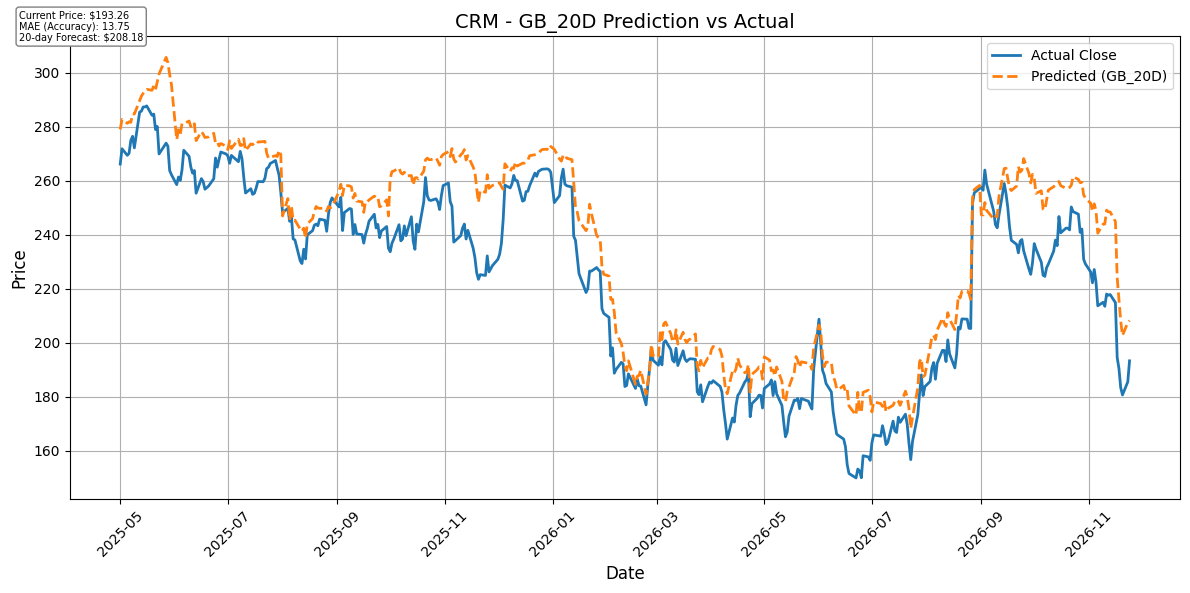 CRM - GB_20D Prediction vs Actual
Current Price: $193.26
MAE (Accuracy): 13.75
20-day Forecast: $208.18
Actual Close
Predicted (GB_20D)
Price
300
280
260
240
220
200
180
160
2025-05
2025-07
2025-09
2025-11
2026-01
2026-03
2026-05
2026-07
2026-09
2026-11
Date